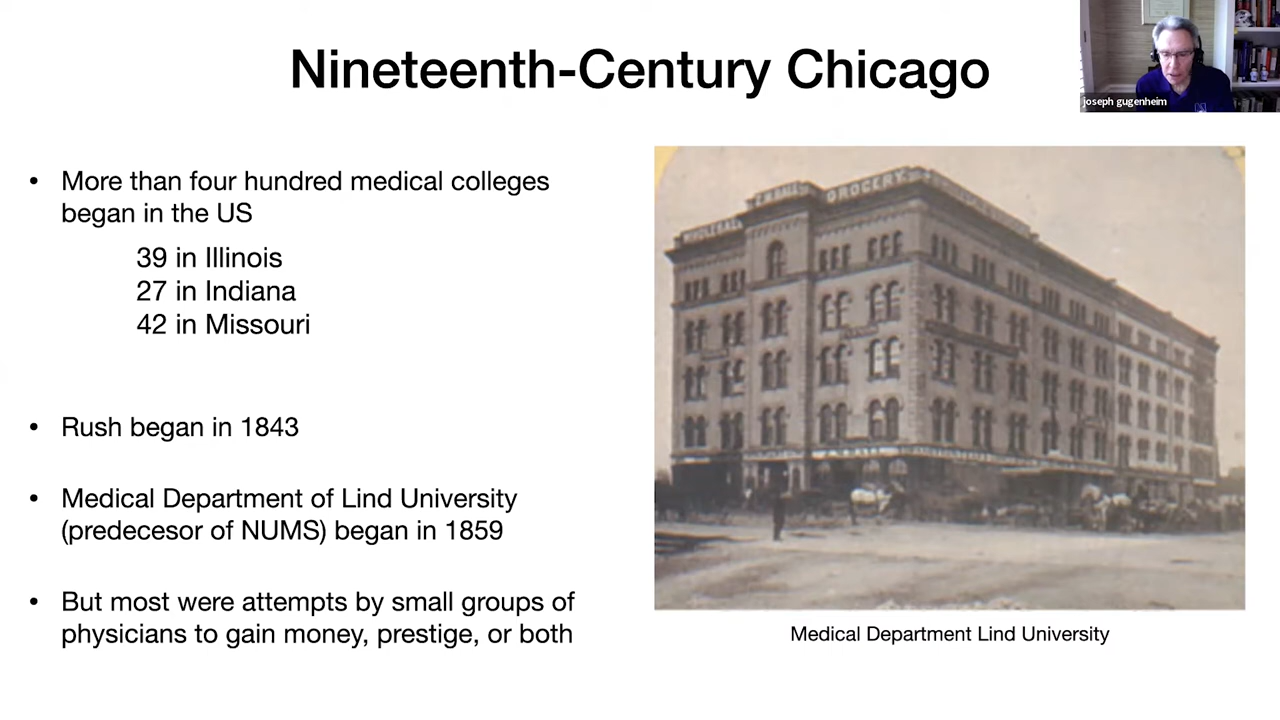 Nineteenth-Century Chicago
joseph gugenheim
• More than four hundred medical colleges
began in the US
39 in Illinois
27 in Indiana
42 in Missouri
• Rush began in 1843
• Medical Department of Lind University
(predecesor of NUMS) began in 1859
• But most were attempts by small groups of
physicians to gain money, prestige, or both
GROCERY
Medical Department Lind University